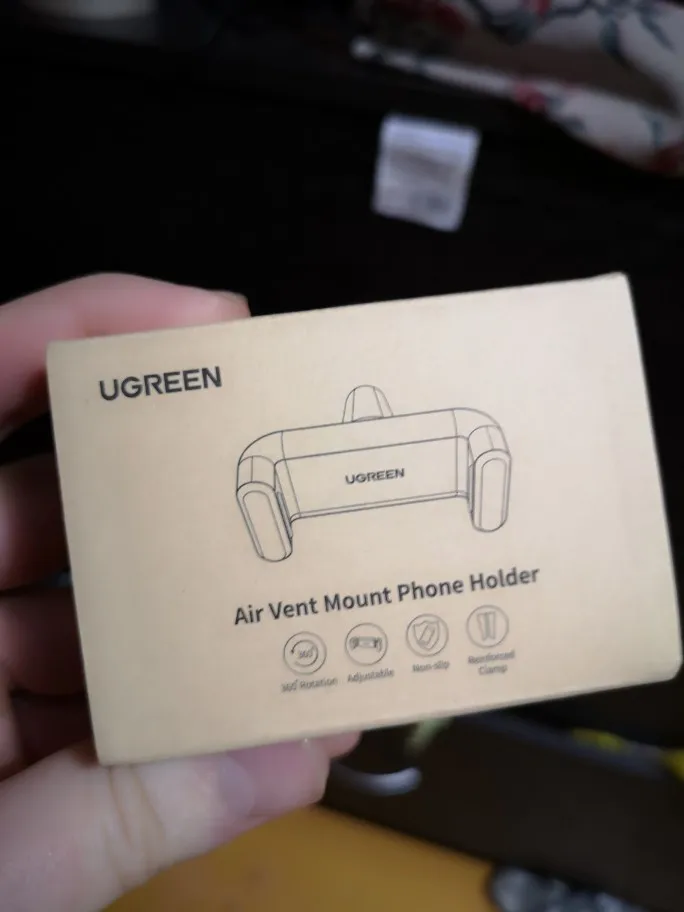 UGREEN
UGREEN
Air Vent Mount Phone Holder
360°
360° Rotation
Adjustable
Non-slip
Reinforced
Clamp